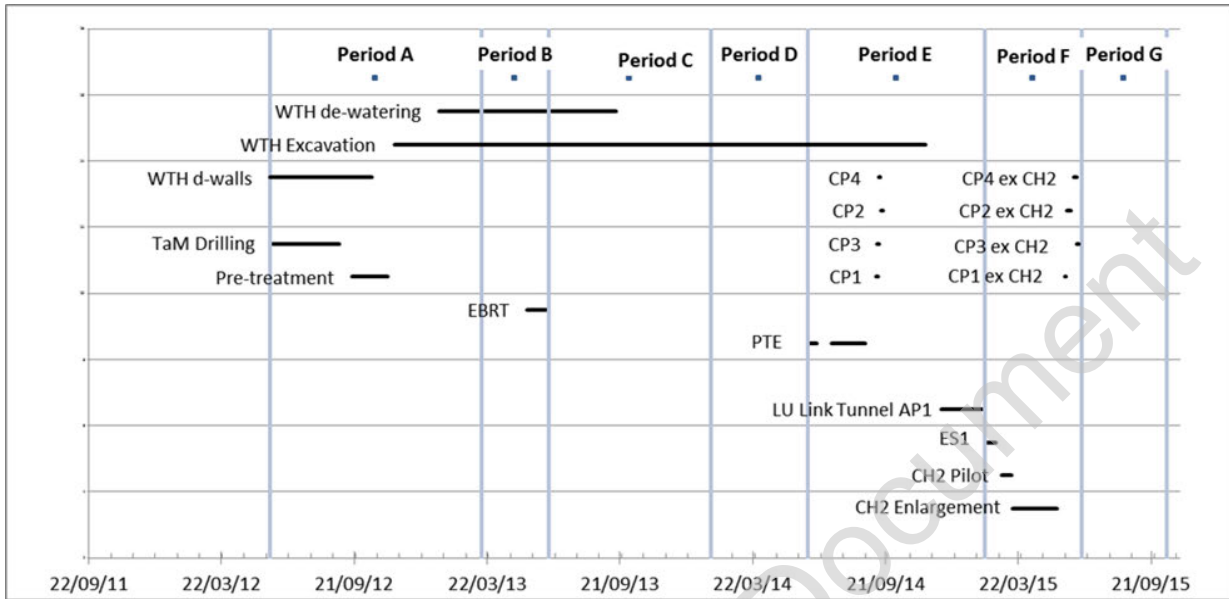 Period A Period B Period C Period D Period E Period F Period G
WTH de-watering
WTH Excavation
WTH d-walls CP4 CP4 ex CH2
CP2 CP2 ex CH2
TaM Drilling CP3 CP3 ex CH2
Pre-treatment CP1 CP1 ex CH2
EBRT
PTE
LU Link Tunnel AP1
ES1
CH2 Pilot
CH2 Enlargement
22/09/11 22/03/12 21/09/12 22/03/13 21/09/13 22/03/14 21/09/14 22/03/15 21/09/15
Document